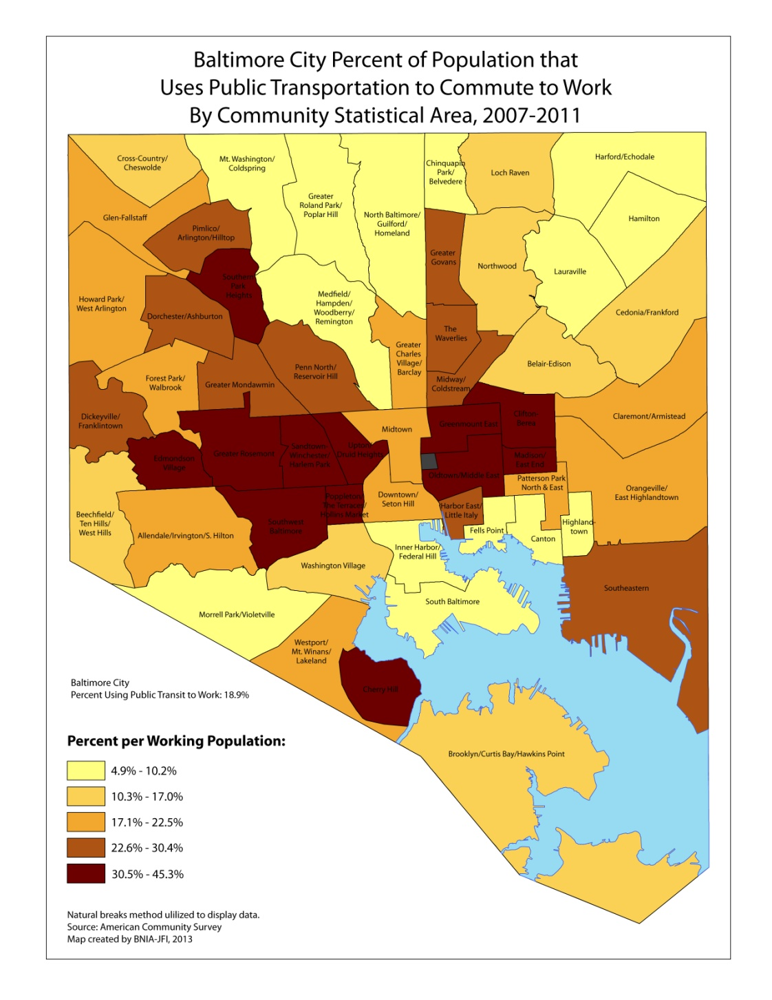 Baltimore City Percent of Population that
Uses Public Transportation to Commute to Work
By Community Statistical Area, 2007-2011
Cross-Country/
Cheswolde
Mt. Washington/
Coldspring
Greater
Roland Park/
Poplar Hill
North Baltimore/
Guilford/
Homeland
Chinquapin
Park/
Belvedere
Loch Raven
Harford/Echodale
Glen-Fallstaff
Pimlico/
Arlington/Hilltop
Hamilton
Greater
Govans
Northwood
Lauraville
Southern
Park
Heights
Howard Park/
West Arlington
Dorchester/Ashburton
Medfield/
Hampden/
Woodberry/
Remington
Cedonia/Frankford
The
Waverlies
Greater
Charles
Village/
Barclay
Belair-Edison
Penn North/
Reservoir Hill
Forest Park/
Walbrook
Greater Mondawmin
Midway/
Coldstream
Dickeyville/
Franklintown
Midtown
Greenmount East
Clifton-
Berea
Claremont/Armistead
Edmondson
Village
Greater Rosemont
Sandtown-
Winchester/
Harlem Park
Upton/
Druid Heights
Madison/
East End
Oldtown/Middle East
Patterson Park
North & East
Orangeville/
East Highlandtown
Beechfield/
Ten Hills/
West Hills
Allendale/Irvington/S. Hilton
Southwest
Baltimore
Poppleton/
The Terraces/
Hollins Market
Downtown/
Seton Hill
Harbor East/
Little Italy
Fells Point
Canton
Highland-
town
Inner Harbor/
Federal Hill
Washington Village
South Baltimore
Southeastern
Morrell Park/Violetville
Westport/
Mt. Winans/
Lakeland
Cherry Hill
Brooklyn/Curtis Bay/Hawkins Point
Baltimore City
Percent Using Public Transit to Work: 18.9%
Percent per Working Population:
4.9% - 10.2%
10.3% - 17.0%
17.1% - 22.5%
22.6% - 30.4%
30.5% - 45.3%
Natural breaks method ulilized to display data.
Source: American Community Survey
Map created by BNIA-JFI, 2013